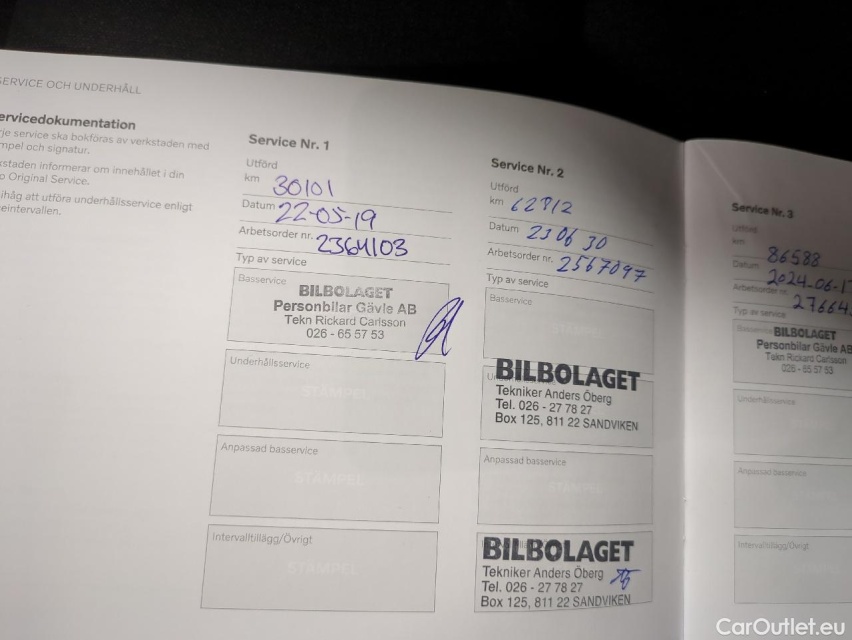 SERVICE OCH UNDERHÅLL
ervicedokumentation
rje service ska bokföras av verkstaden med
mpel och signatur.
kstaden informerar om innehållet i din
o Original Service.
ihåg att utföra underhållsservice enligt
eintervallen.
Service Nr. 1
Utförd
km 30101
Datum 22-05-19
Arbetsorder nr. 2364103
Typ av service
Basservice
BILBOLAGET
Personbilar Gävle AB
Tekn Rickard Carlsson
026 - 65 57 53
Underhållsservice
STÄMPEL
Anpassad basservice
STÄMPEL
Intervalltillägg/Övrigt
STÄMPEL
Service Nr. 2
Utförd
km 62812
Datum 23 06 30
Arbetsorder nr. 2567097
Typ av service
Basservice
STÄMPEL
BILBOLAGET
Tekniker Anders Öberg
Tel. 026 - 27 78 27
Box 125, 811 22 SANDVIKEN
Anpassad basservice
STÄMPEL
BILBOLAGET
Tekniker Anders Öberg
Tel. 026 - 27 78 27
Box 125, 811 22 SANDVIKEN
Service Nr. 3
Utförd
km 86588
Datum 2024-06-17
Arbetsorder nr. 27664
Typ av service
Basservice
BILBOLAGET
Personbilar Gävle AB
Tekn Rickard Carlsson
026 - 65 57 53
Underhållsservice
Anpassad basservice
Intervalltillägg/Övrigt
CarOutlet.eu